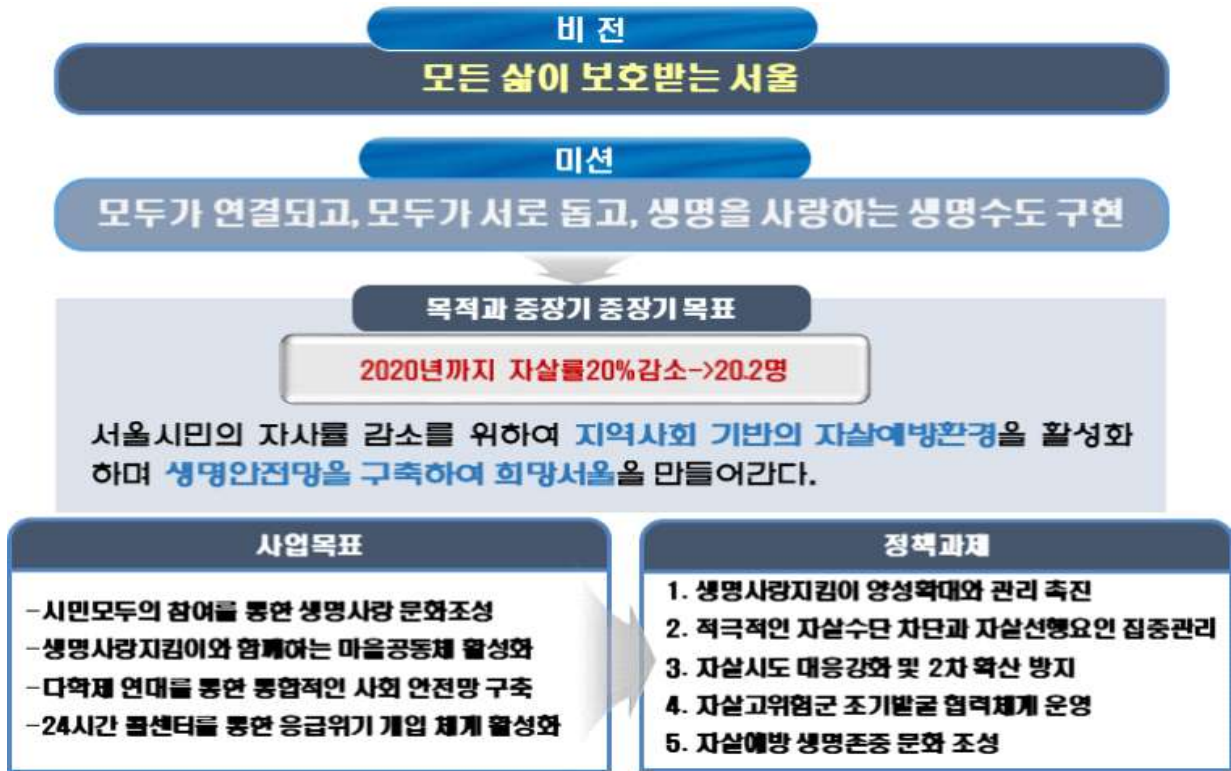 비 전
모든 삶이 보호받는 서울
미션
모두가 연결되고, 모두가 서로 돕고, 생명을 사랑하는 생명수도 구현
목적과 중장기 중장기 목표
2020년까지 자살률20%감소->20.2명
서울시민의 자사률 감소를 위하여 지역사회 기반의 자살예방환경을 활성화
하며 생명안전망을 구축하여 희망서울을 만들어간다.
사업목표
-시민모두의 참여를 통한 생명사랑 문화조성
-생명사랑지킴이와 함께하는 마을공동체 활성화
-다학제 연대를 통한 통합적인 사회 안전망 구축
-24시간 콜센터를 통한 응급위기 개입 체계 활성화
정책과제
1. 생명사랑지킴이 양성확대와 관리 촉진
2. 적극적인 자살수단 차단과 자살선행요인 집중관리
3. 자살시도 대응강화 및 2차 확산 방지
4. 자살고위험군 조기발굴 협력체계 운영
5. 자살예방 생명존중 문화 조성